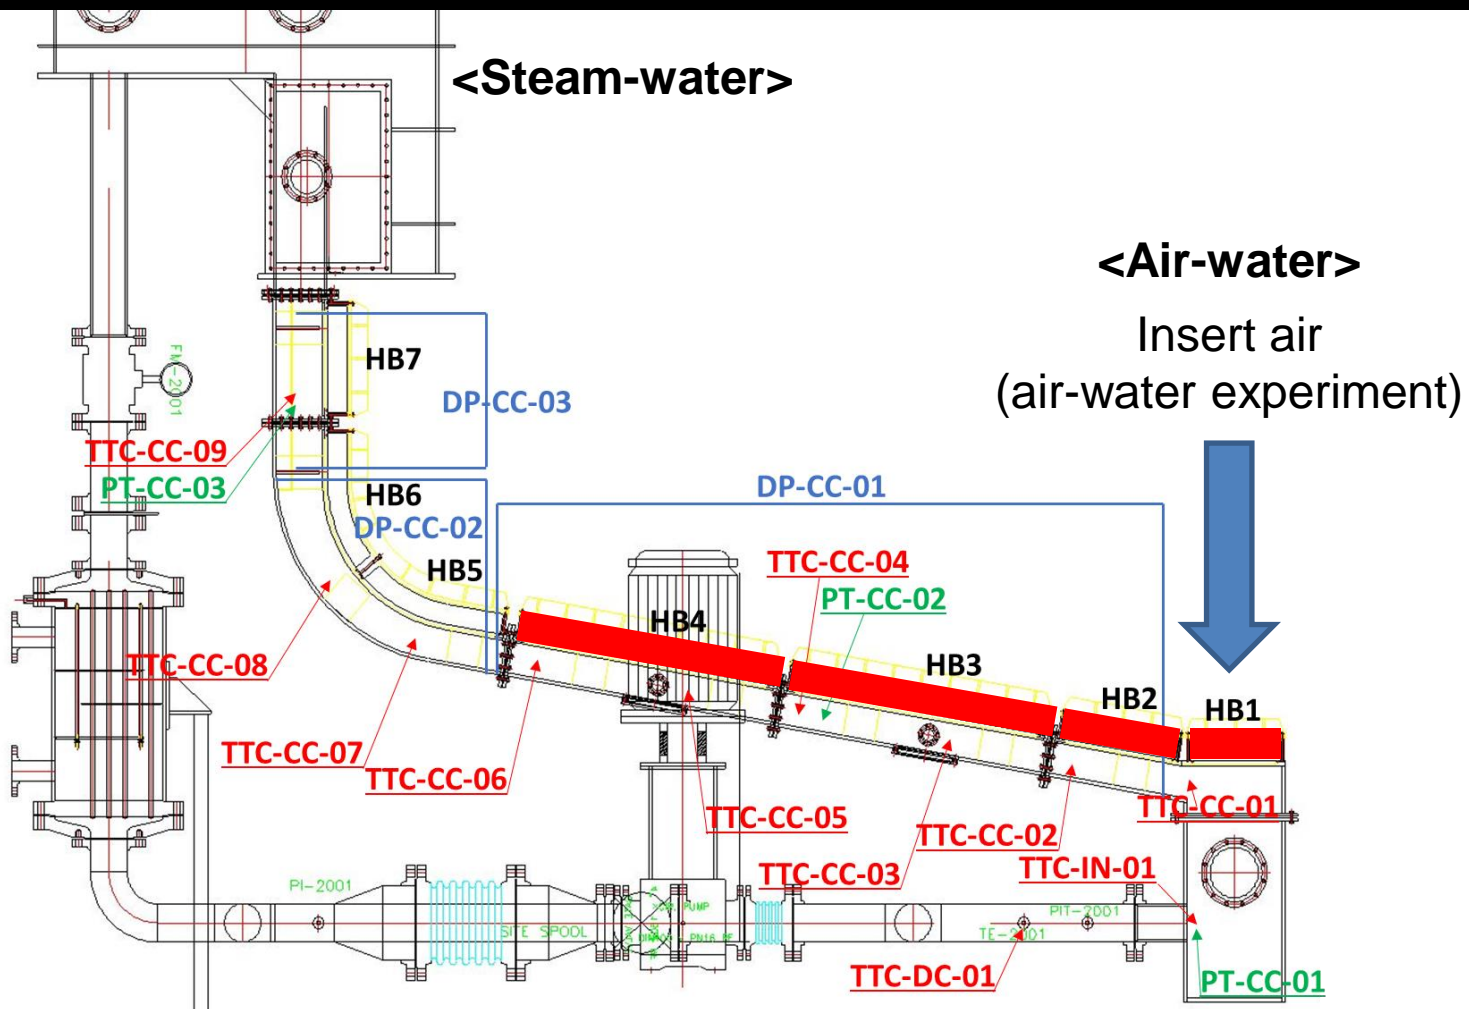 <Steam-water>
<Air-water>
Insert air
(air-water experiment)
HB7
DP-CC-03
FM-2001
TTC-CC-09
PT-CC-03
HB6
DP-CC-02
DP-CC-01
HB5
TTC-CC-04
PT-CC-02
HB4
HB3
HB2
HB1
TTC-CC-08
TTC-CC-07
TTC-CC-06
TTC-CC-05
TTC-CC-01
TTC-CC-02
TTC-CC-03
TTC-IN-01
PI-2001
PUMP
PIT-2001
SITE SPOOL
PN16
TE-2001
TTC-DC-01
PT-CC-01